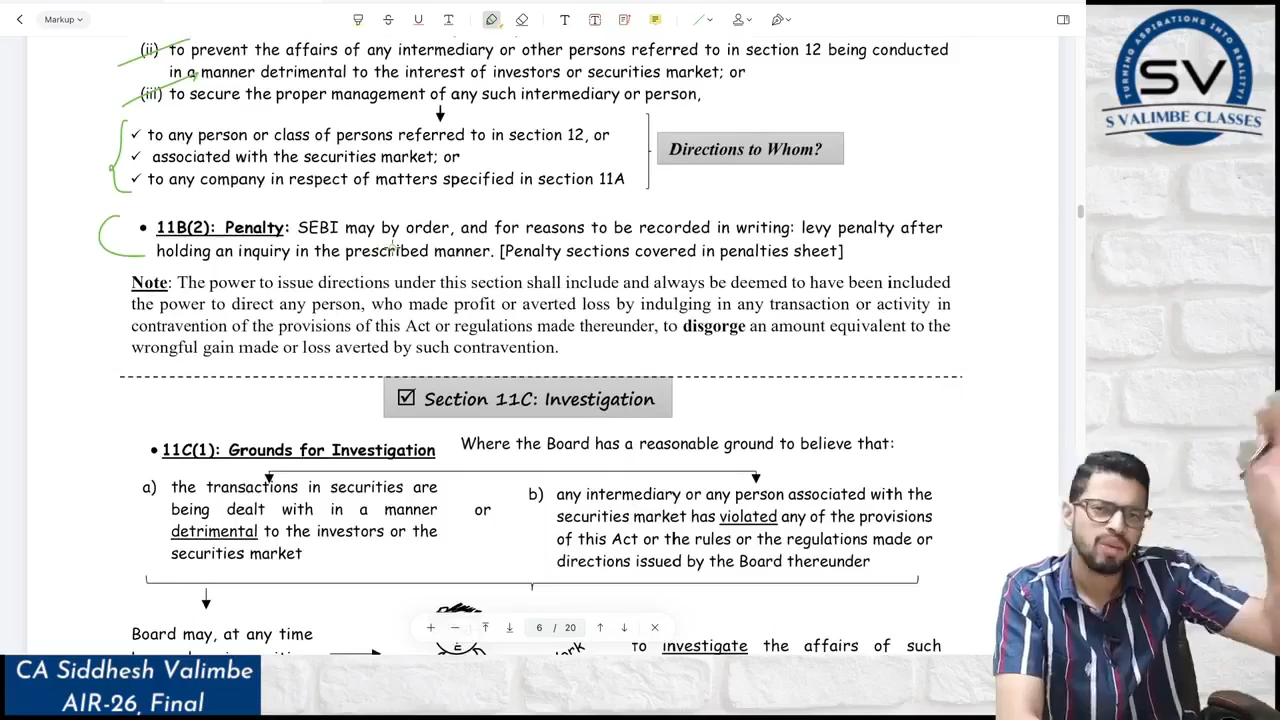 Markup
(ii) to prevent the affairs of any intermediary or other persons referred to in section 12 being conducted
in a manner detrimental to the interest of investors or securities market; or
(iii) to secure the proper management of any such intermediary or person,
✓ to any person or class of persons referred to in section 12, or
✓ associated with the securities market; or
✓ to any company in respect of matters specified in section 11A
Directions to Whom?
• 11B(2): Penalty: SEBI may by order, and for reasons to be recorded in writing: levy penalty after
holding an inquiry in the prescribed manner. [Penalty sections covered in penalties sheet]
Note: The power to issue directions under this section shall include and always be deemed to have been included
the power to direct any person, who made profit or averted loss by indulging in any transaction or activity in
contravention of the provisions of this Act or regulations made thereunder, to disgorge an amount equivalent to the
wrongful gain made or loss averted by such contravention.
Section 11C: Investigation
• 11C(1): Grounds for Investigation
Where the Board has a reasonable ground to believe that:
a) the transactions in securities are
being dealt with in a manner
detrimental to the investors or the
securities market
or
b) any intermediary or any person associated with the
securities market has violated any of the provisions
of this Act or the rules or the regulations made or
directions issued by the Board thereunder
6 / 20
Board may, at any time
to investigate the affairs of such
TURNING ASPIRATIONS INTO REALITY!
SV
S VALIMBE CLASSES
CA Siddhesh Valimbe
AIR-26, Final